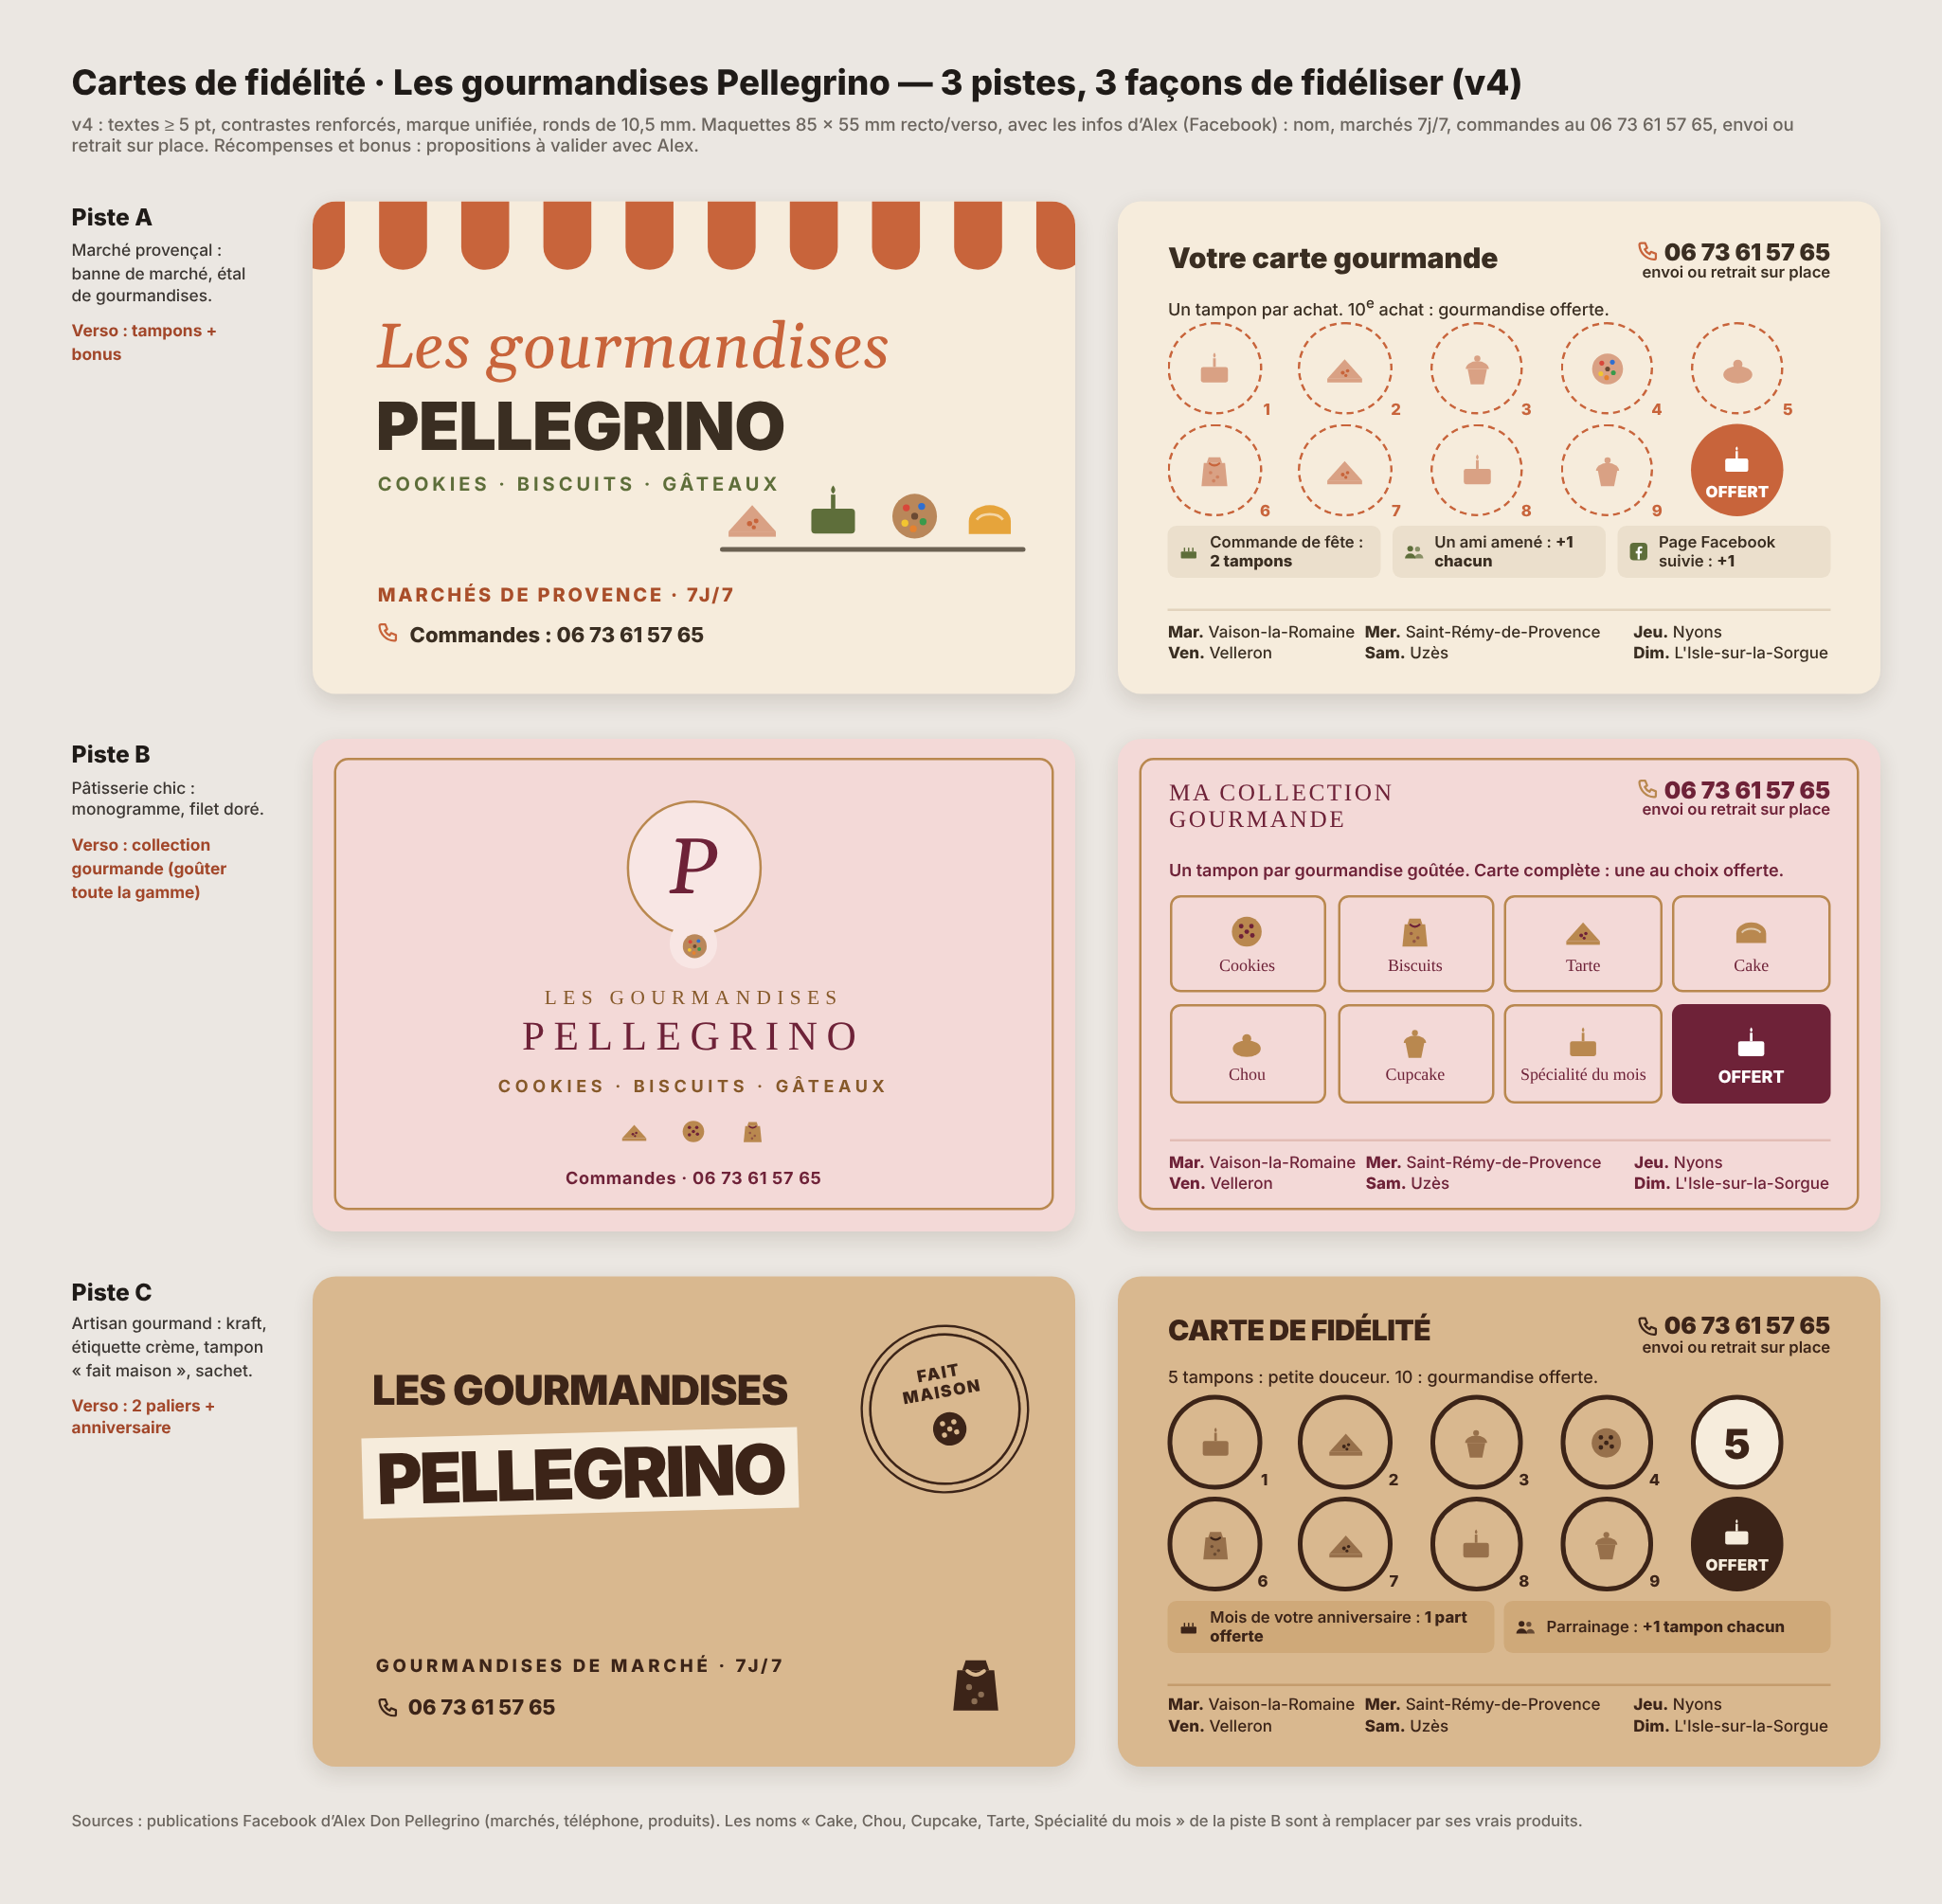 Cartes de fidélité · Les gourmandises Pellegrino — 3 pistes, 3 façons de fidéliser (v4)
v4 : textes ≥ 5 pt, contrastes renforcés, marque unifiée, ronds de 10,5 mm. Maquettes 85 × 55 mm recto/verso, avec les infos d’Alex (Facebook) : nom, marchés 7j/7, commandes au 06 73 61 57 65, envoi ou
retrait sur place. Récompenses et bonus : propositions à valider avec Alex.
Piste A
Marché provençal :
banne de marché, étal
de gourmandises.
Verso : tampons +
bonus
Les gourmandises
PELLEGRINO
COOKIES · BISCUITS · GÂTEAUX
MARCHÉS DE PROVENCE · 7J/7
Commandes : 06 73 61 57 65
Votre carte gourmande
06 73 61 57 65
envoi ou retrait sur place
Un tampon par achat. 10e achat : gourmandise offerte.
1 2 3 4 5
6 7 8 9 OFFERT
Commande de fête :
2 tampons
Un ami amené : +1
chacun
Page Facebook
suivie : +1
Mar. Vaison-la-Romaine Mer. Saint-Rémy-de-Provence Jeu. Nyons
Ven. Velleron Sam. Uzès Dim. L'Isle-sur-la-Sorgue
Piste B
Pâtisserie chic :
monogramme, filet doré.
Verso : collection
gourmande (goûter
toute la gamme)
P
LES GOURMANDISES
PELLEGRINO
COOKIES · BISCUITS · GÂTEAUX
Commandes · 06 73 61 57 65
MA COLLECTION
GOURMANDE
06 73 61 57 65
envoi ou retrait sur place
Un tampon par gourmandise goûtée. Carte complète : une au choix offerte.
Cookies Biscuits Tarte Cake
Chou Cupcake Spécialité du mois OFFERT
Mar. Vaison-la-Romaine Mer. Saint-Rémy-de-Provence Jeu. Nyons
Ven. Velleron Sam. Uzès Dim. L'Isle-sur-la-Sorgue
Piste C
Artisan gourmand : kraft,
étiquette crème, tampon
« fait maison », sachet.
Verso : 2 paliers +
anniversaire
LES GOURMANDISES
PELLEGRINO
FAIT
MAISON
GOURMANDISES DE MARCHÉ · 7J/7
06 73 61 57 65
CARTE DE FIDÉLITÉ
06 73 61 57 65
envoi ou retrait sur place
5 tampons : petite douceur. 10 : gourmandise offerte.
1 2 3 4 5
6 7 8 9 OFFERT
Mois de votre anniversaire : 1 part
offerte
Parrainage : +1 tampon chacun
Mar. Vaison-la-Romaine Mer. Saint-Rémy-de-Provence Jeu. Nyons
Ven. Velleron Sam. Uzès Dim. L'Isle-sur-la-Sorgue
Sources : publications Facebook d’Alex Don Pellegrino (marchés, téléphone, produits). Les noms « Cake, Chou, Cupcake, Tarte, Spécialité du mois » de la piste B sont à remplacer par ses vrais produits.